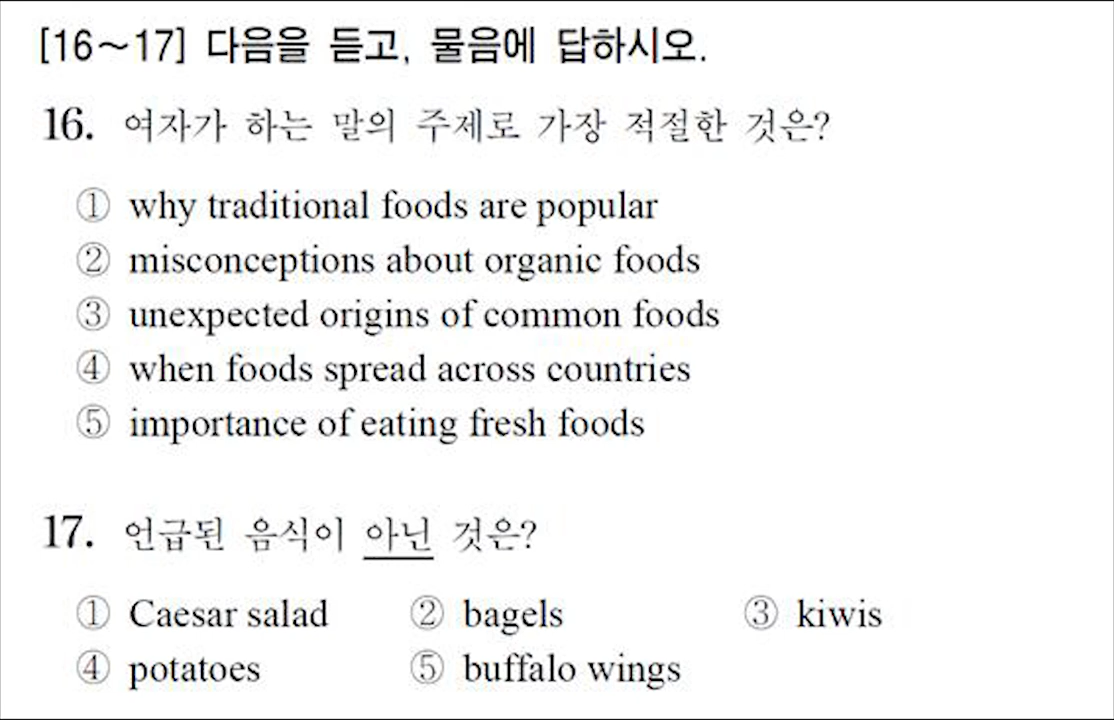 [16~17] 다음을 듣고, 물음에 답하시오.
16. 여자가 하는 말의 주제로 가장 적절한 것은?
① why traditional foods are popular
② misconceptions about organic foods
③ unexpected origins of common foods
④ when foods spread across countries
⑤ importance of eating fresh foods
17. 언급된 음식이 아닌 것은?
① Caesar salad ② bagels ③ kiwis
④ potatoes ⑤ buffalo wings